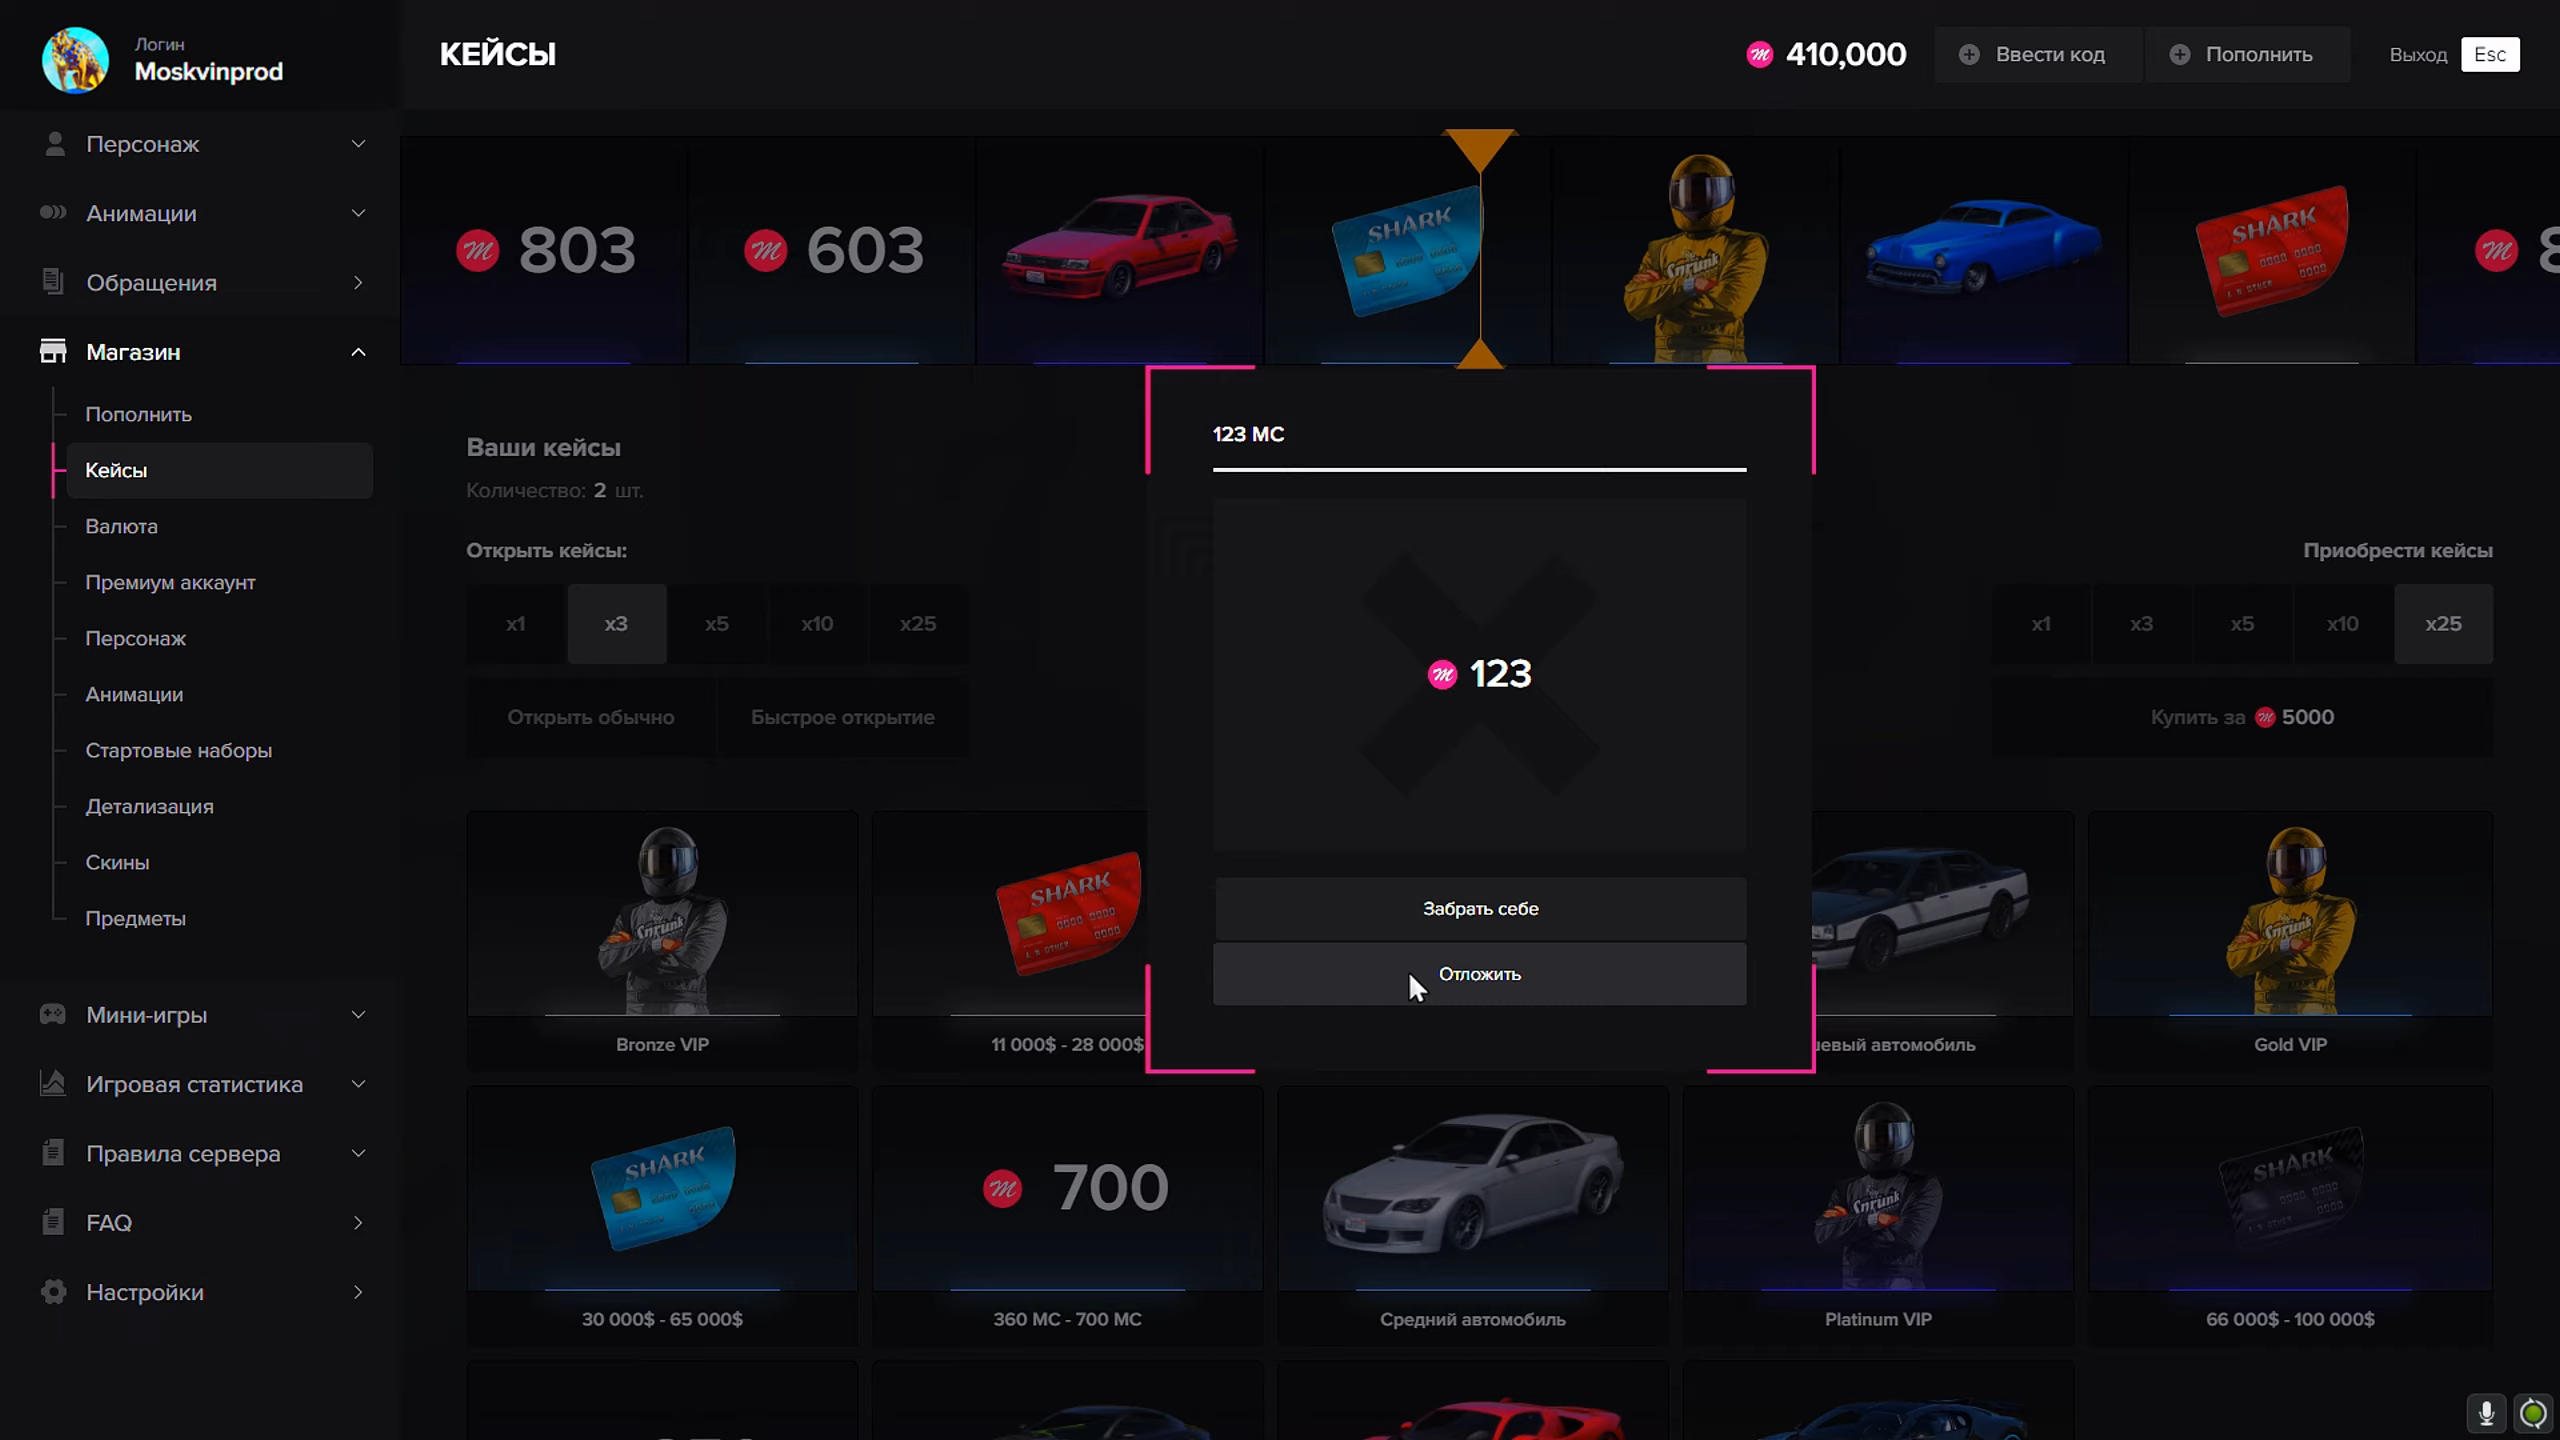 Логин
Moskvinprod
КЕЙСЫ
410,000
Ввести код
Пополнить
Выход
Esc
Персонаж
Анимации
Обращения
Магазин
Пополнить
Кейсы
Валюта
Премиум аккаунт
Персонаж
Анимации
Стартовые наборы
Детализация
Скины
Предметы
Мини-игры
Игровая статистика
Правила сервера
FAQ
Настройки
803
603
SHARK
Sprunk
SHARK
Ваши кейсы
Количество: 2 шт.
Открыть кейсы:
x1
x3
x5
x10
x25
Открыть обычно
Быстрое открытие
123 MC
123
Забрать себе
Отложить
Приобрести кейсы
x1
x3
x5
x10
x25
Купить за 5000
Sprunk
SHARK
Sprunk
Bronze VIP
11 000$ - 28 000$
евый автомобиль
Gold VIP
SHARK
700
Sprunk
SHARK
30 000$ - 65 000$
360 MC - 700 MC
Средний автомобиль
Platinum VIP
66 000$ - 100 000$